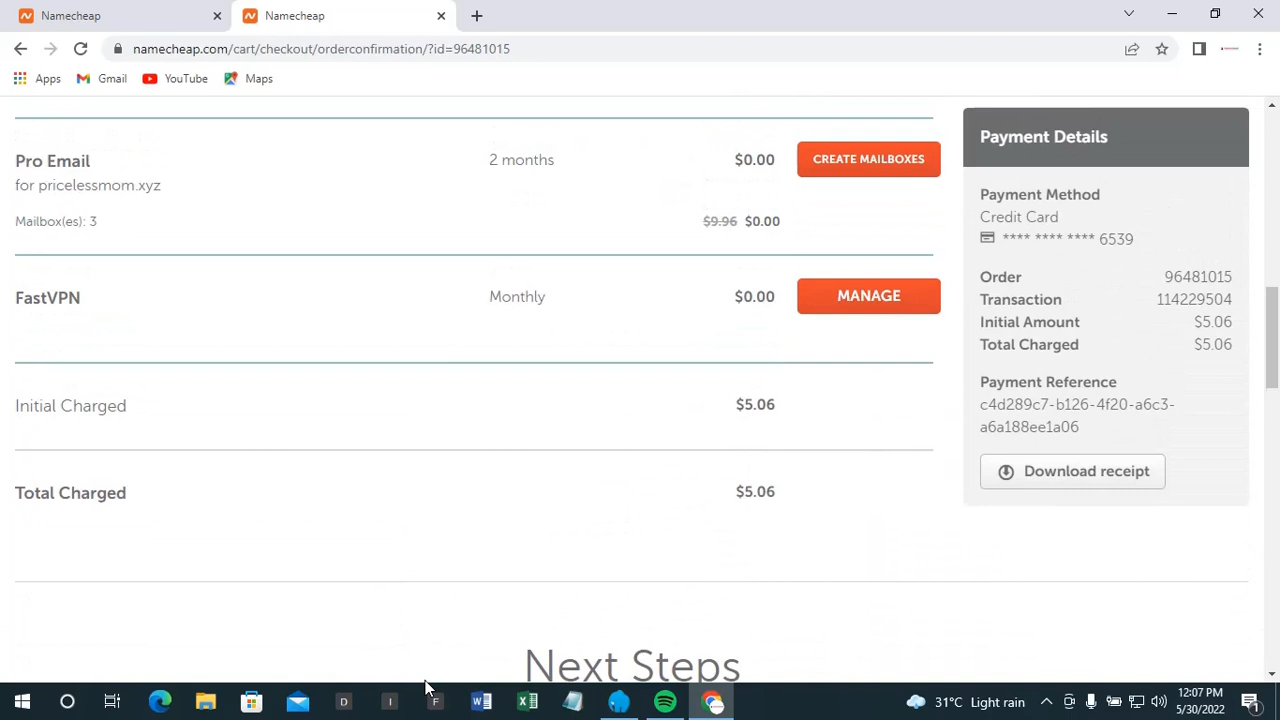 Namecheap
Namecheap
namecheap.com/cart/checkout/orderconfirmation/?id=96481015
Apps
Gmail
YouTube
Maps
Pro Email
2 months
$0.00
CREATE MAILBOXES
for pricelessmom.xyz
Mailbox(es): 3
$9.96 $0.00
FastVPN
Monthly
$0.00
MANAGE
Initial Charged
$5.06
Total Charged
$5.06
Next Steps
Payment Details
Payment Method
Credit Card
**** **** **** 6539
Order 96481015
Transaction 114229504
Initial Amount $5.06
Total Charged $5.06
Payment Reference
c4d289c7-b126-4f20-a6c3-
a6a188ee1a06
Download receipt
D
I
F
31°C Light rain
12:07 PM
5/30/2022
1